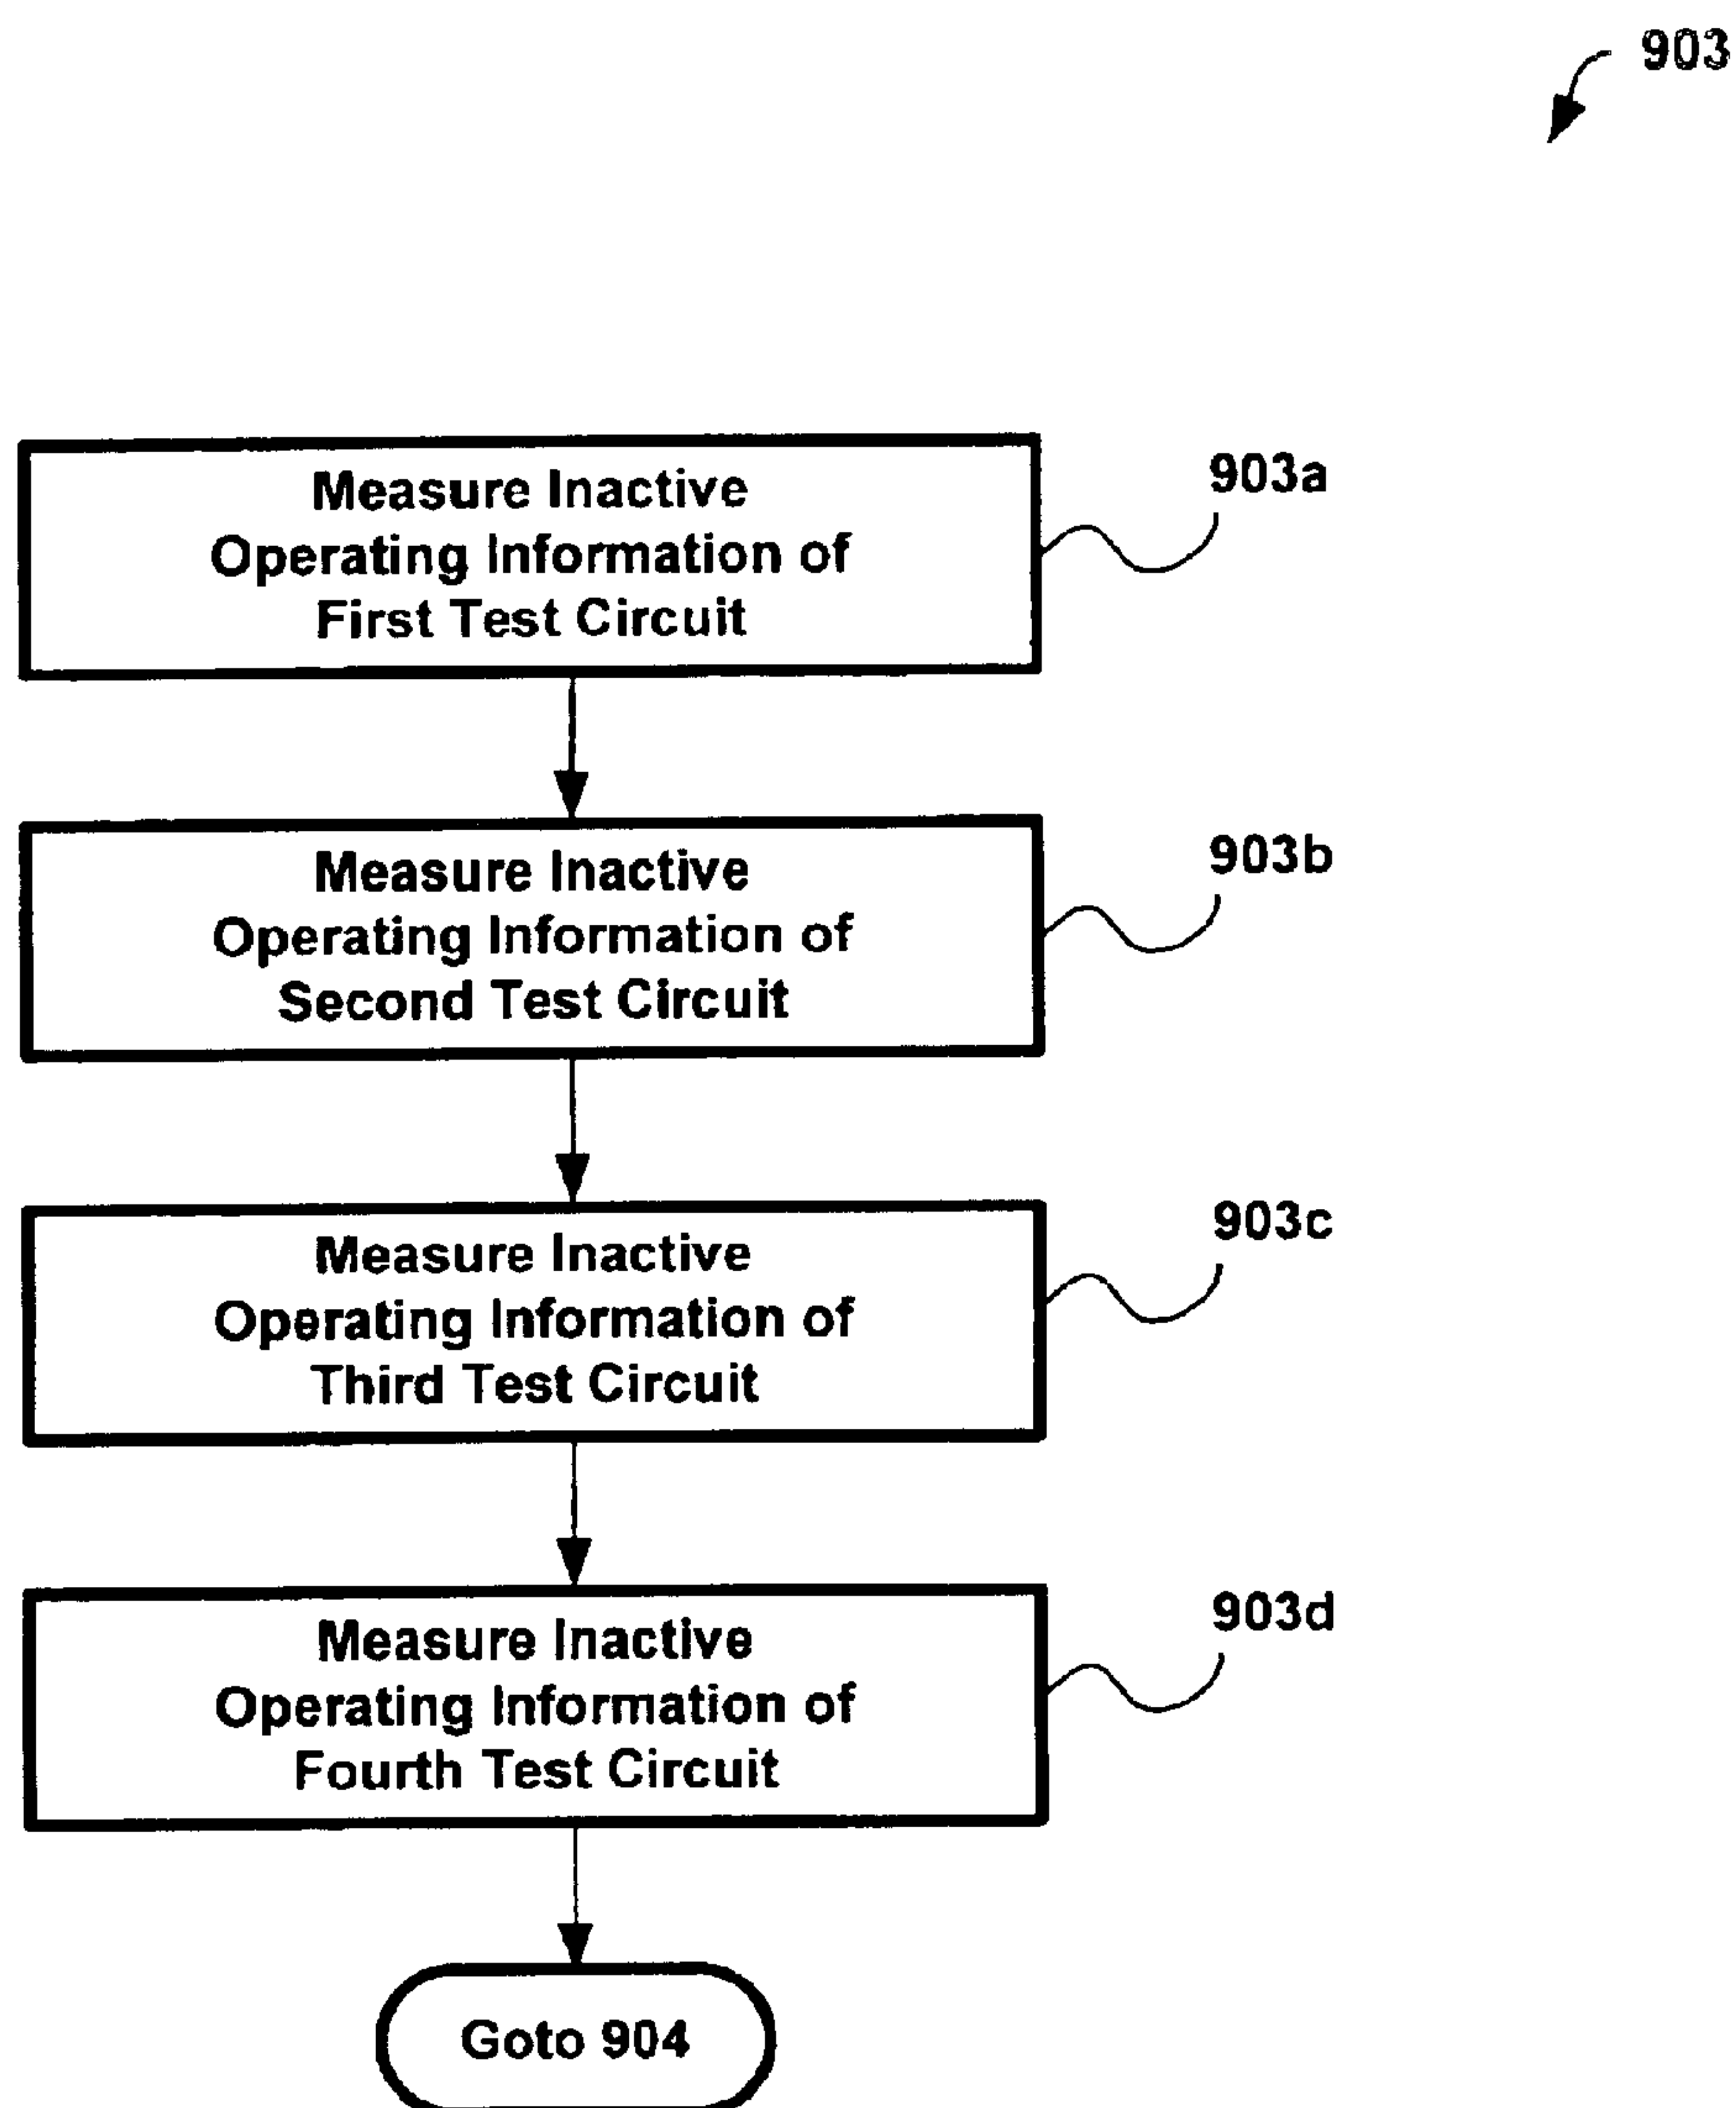 903
Measure Inactive
Operating Information of
First Test Circuit
903a
Measure Inactive
Operating Information of
Second Test Circuit
903b
Measure Inactive
Operating Information of
Third Test Circuit
903c
Measure Inactive
Operating Information of
Fourth Test Circuit
903d
Goto 904